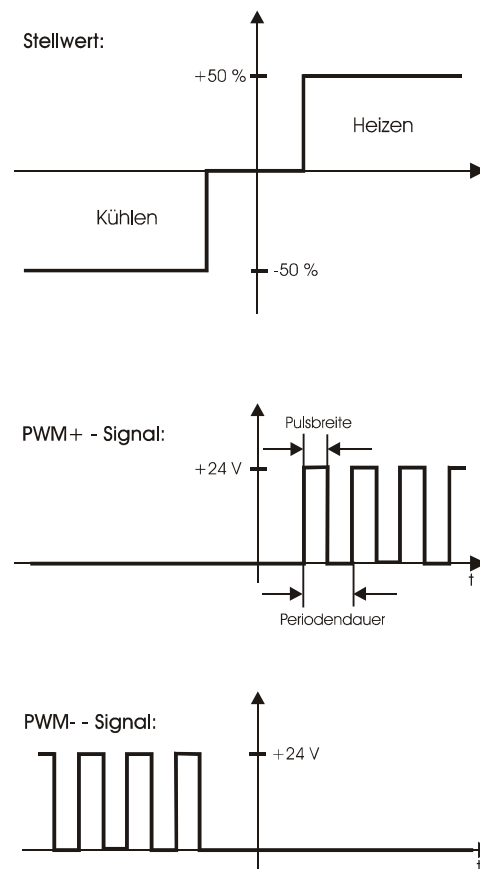 Stellwert:
+50 %
Heizen
Kühlen
-50 %
PWM+ - Signal:
Pulsbreite
+24 V
t
Periodendauer
PWM- - Signal:
+24 V
t